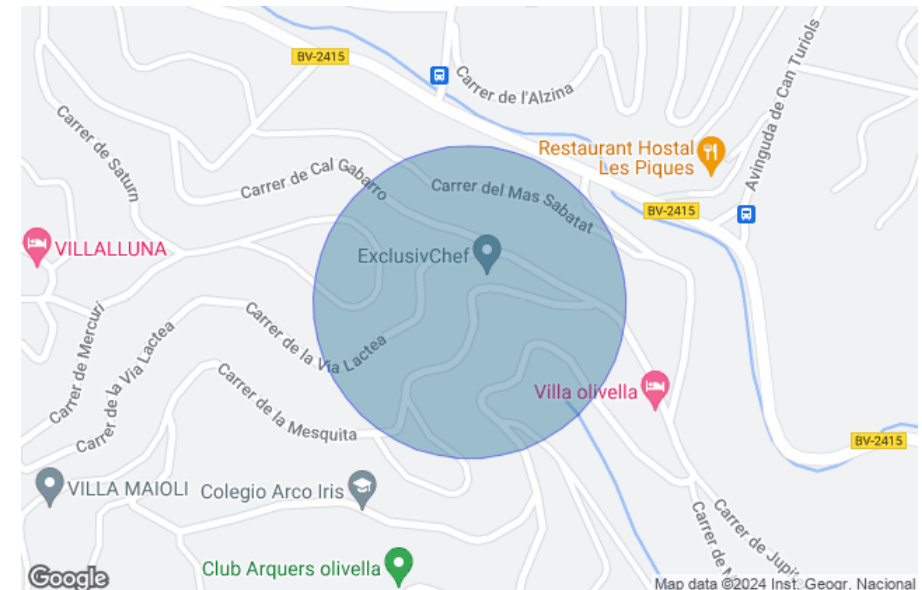 BV-2415
Carrer de l'Alzina
Avinguda de Can Turiols
Carrer de Saturn
Restaurant Hostal
Les Piques
Carrer de Cal Gabarro
Carrer del Mas Sabatat
BV-2415
VILLALLUNA
ExclusivChef
Carrer de Mercuri
Carrer de la Via Lactea
Carrer de la Via Lactea
Carrer de la Mesquita
Villa olivella
BV-2415
VILLA MAIOLI
Colegio Arco Iris
Carrer de Jupit
Carrer de M
Club Arquers olivella
Google
Map data ©2024 Inst. Geogr. Nacional